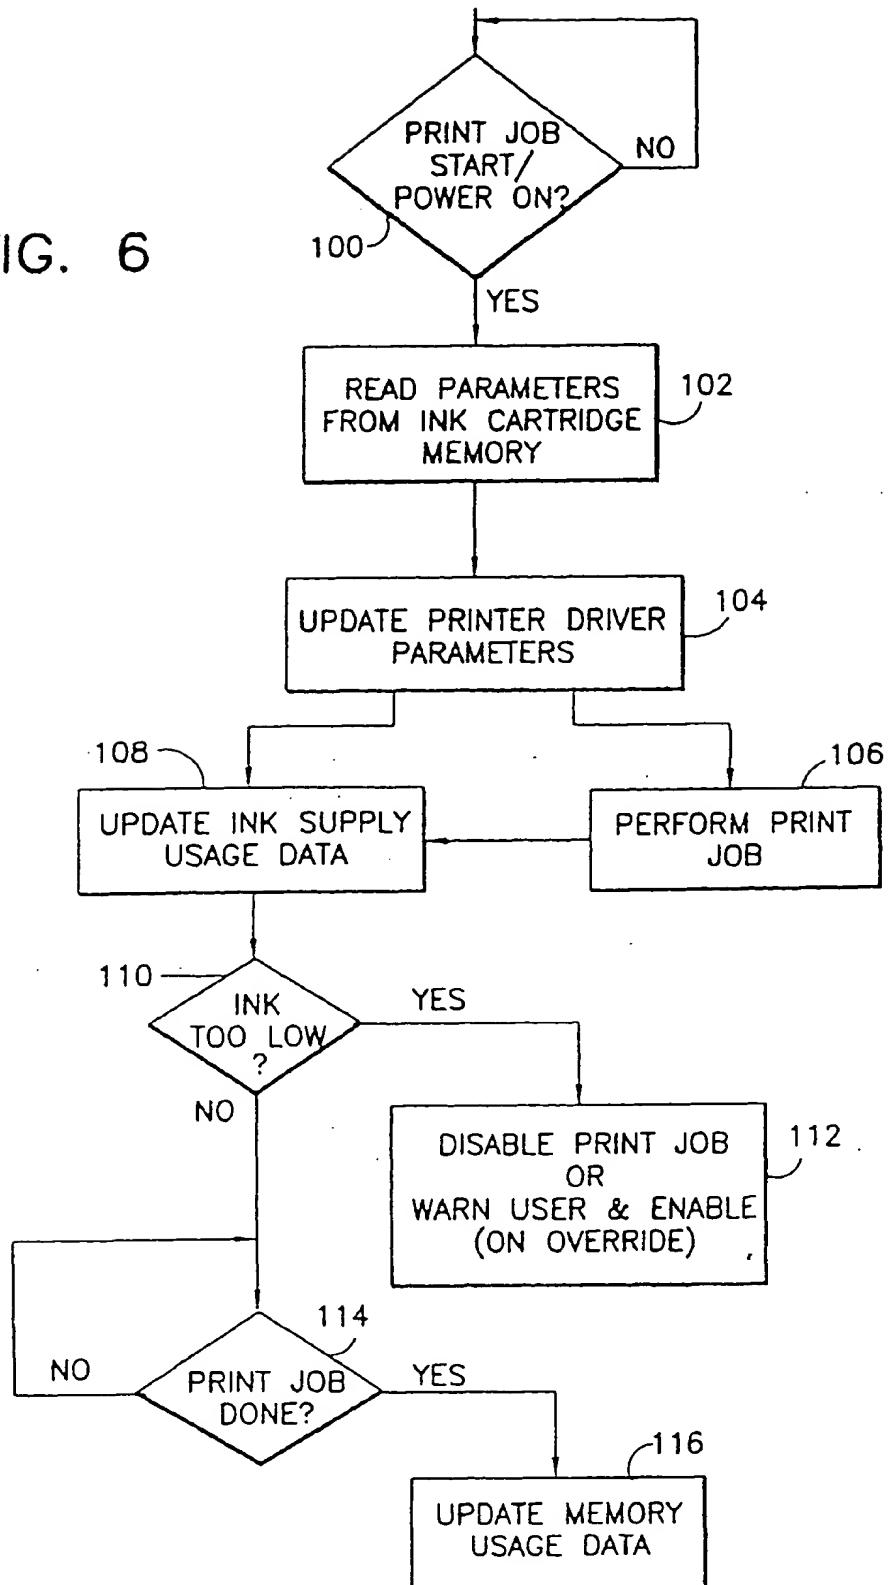 PRINT JOB
START/
POWER ON?
NO
100
IG. 6
YES
READ PARAMETERS
FROM INK CARTRIDGE
MEMORY
102
UPDATE PRINTER DRIVER
PARAMETERS
104
108
106
UPDATE INK SUPPLY
USAGE DATA
PERFORM PRINT
JOB
110
INK
TOO LOW
?
YES
NO
DISABLE PRINT JOB
OR
WARN USER & ENABLE
(ON OVERRIDE)
112
114
NO
PRINT JOB
DONE?
YES
116
UPDATE MEMORY
USAGE DATA